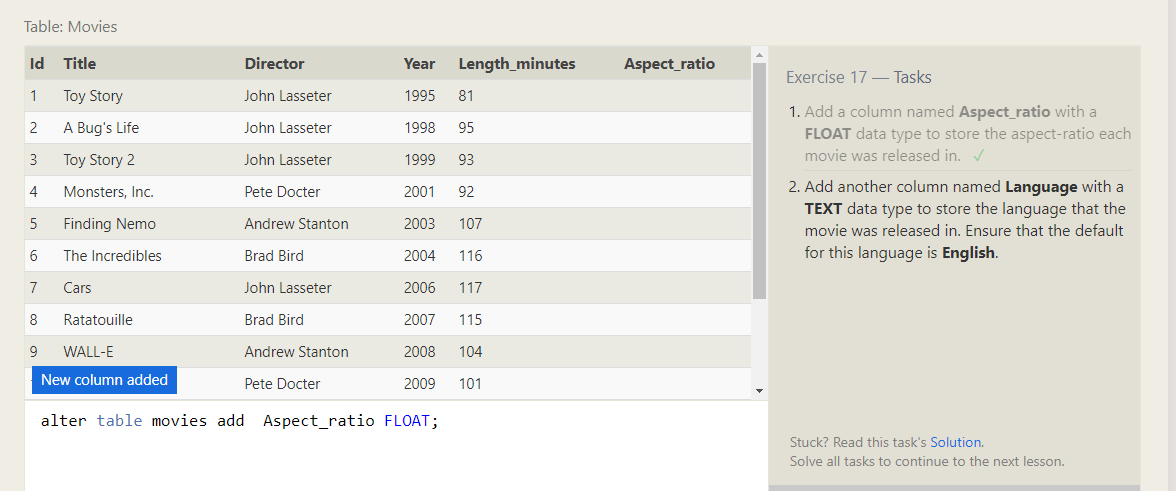 Table: Movies
Id Title Director Year Length_minutes Aspect_ratio
1 Toy Story John Lasseter 1995 81
2 A Bug's Life John Lasseter 1998 95
3 Toy Story 2 John Lasseter 1999 93
4 Monsters, Inc. Pete Docter 2001 92
5 Finding Nemo Andrew Stanton 2003 107
6 The Incredibles Brad Bird 2004 116
7 Cars John Lasseter 2006 117
8 Ratatouille Brad Bird 2007 115
9 WALL-E Andrew Stanton 2008 104
New column added Pete Docter 2009 101
alter table movies add  Aspect_ratio FLOAT;
Exercise 17 — Tasks
1. Add a column named Aspect_ratio with a
FLOAT data type to store the aspect-ratio each
movie was released in. ✓
2. Add another column named Language with a
TEXT data type to store the language that the
movie was released in. Ensure that the default
for this language is English.
Stuck? Read this task's Solution.
Solve all tasks to continue to the next lesson.